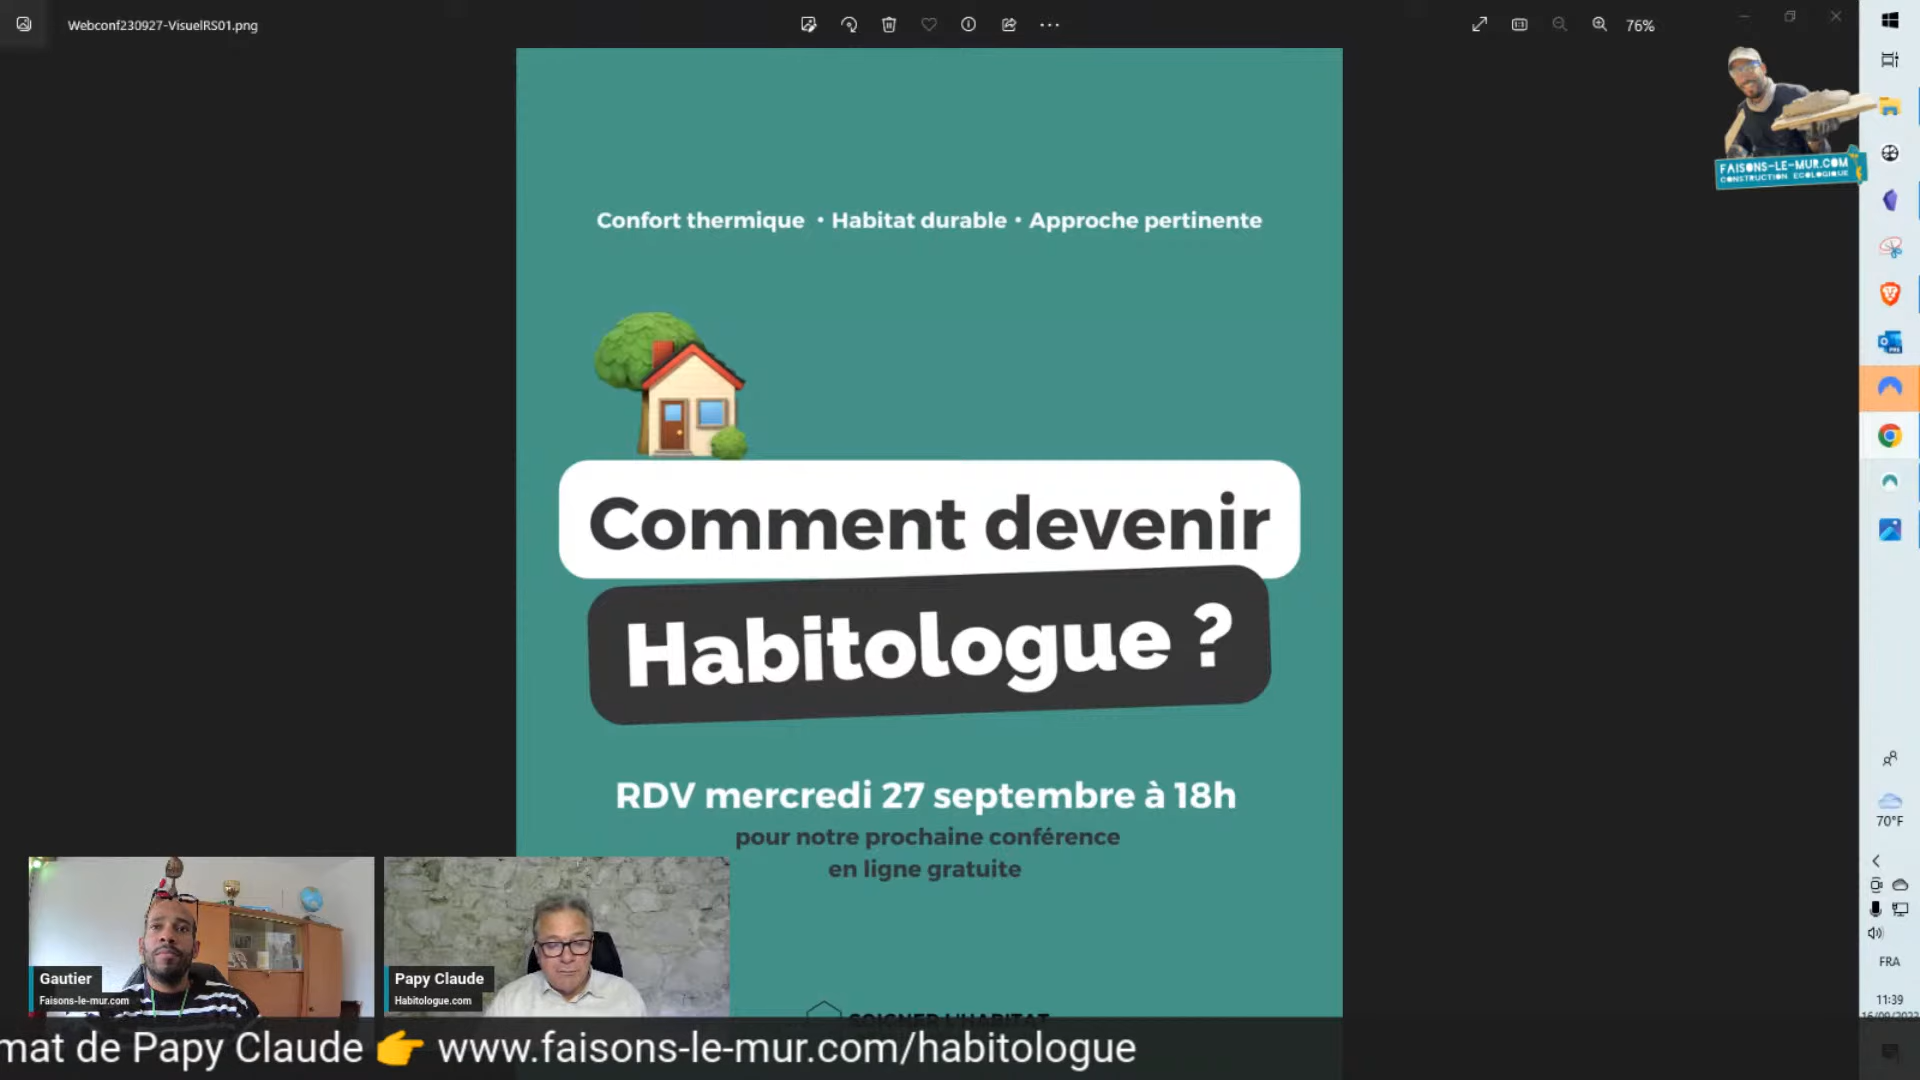 Webconf230927-VisuelRS01.png
76%
FAISONS-LE-MUR.COM
CONSTRUCTION ECOLOGIQUE
Confort thermique • Habitat durable • Approche pertinente
Comment devenir
Habitologue ?
RDV mercredi 27 septembre à 18h
pour notre prochaine conférence
en ligne gratuite
Gautier
Faisons-le-mur.com
Papy Claude
Habitologue.com
SOIGNER L'HABITAT
mat de Papy Claude 👉 www.faisons-le-mur.com/habitologue
70°F
FRA
11:39